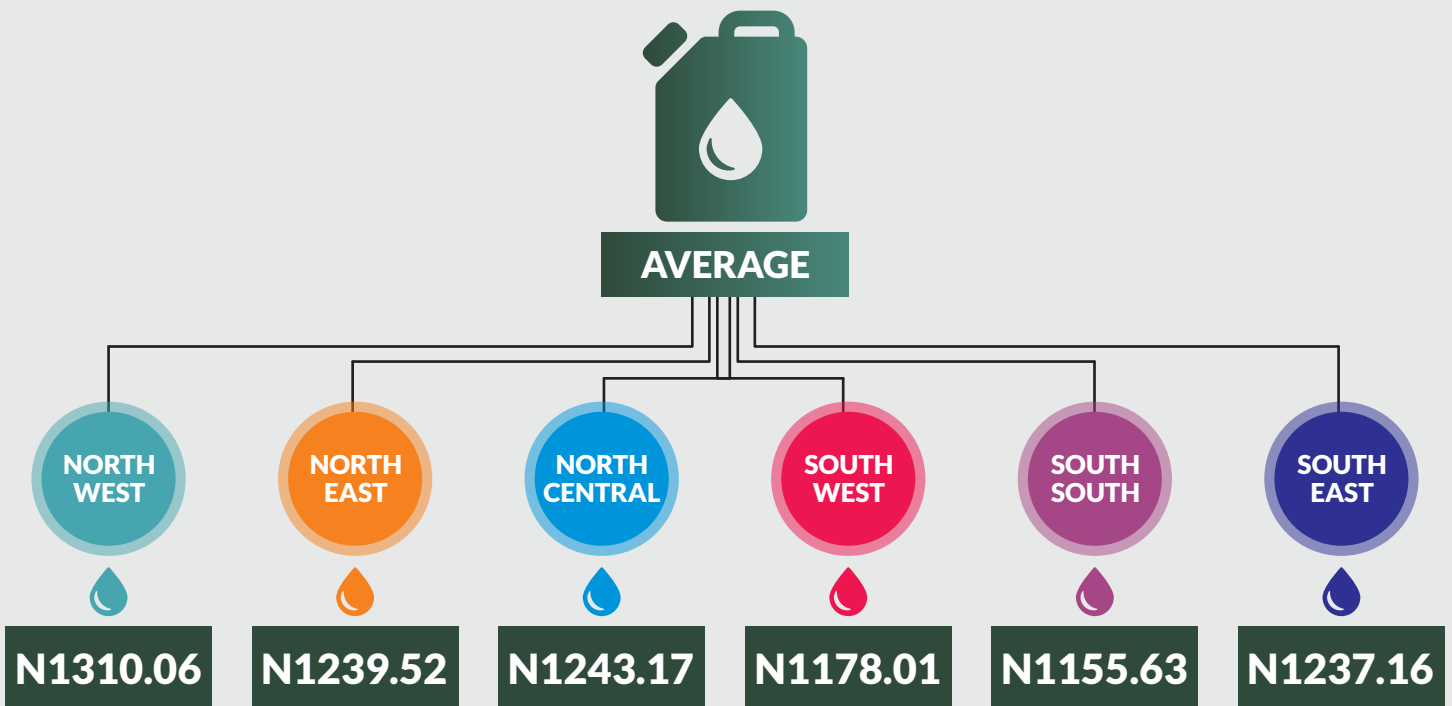 AVERAGE
NORTH
WEST
NORTH
EAST
NORTH
CENTRAL
SOUTH
WEST
SOUTH
SOUTH
SOUTH
EAST
N1310.06
N1239.52
N1243.17
N1178.01
N1155.63
N1237.16